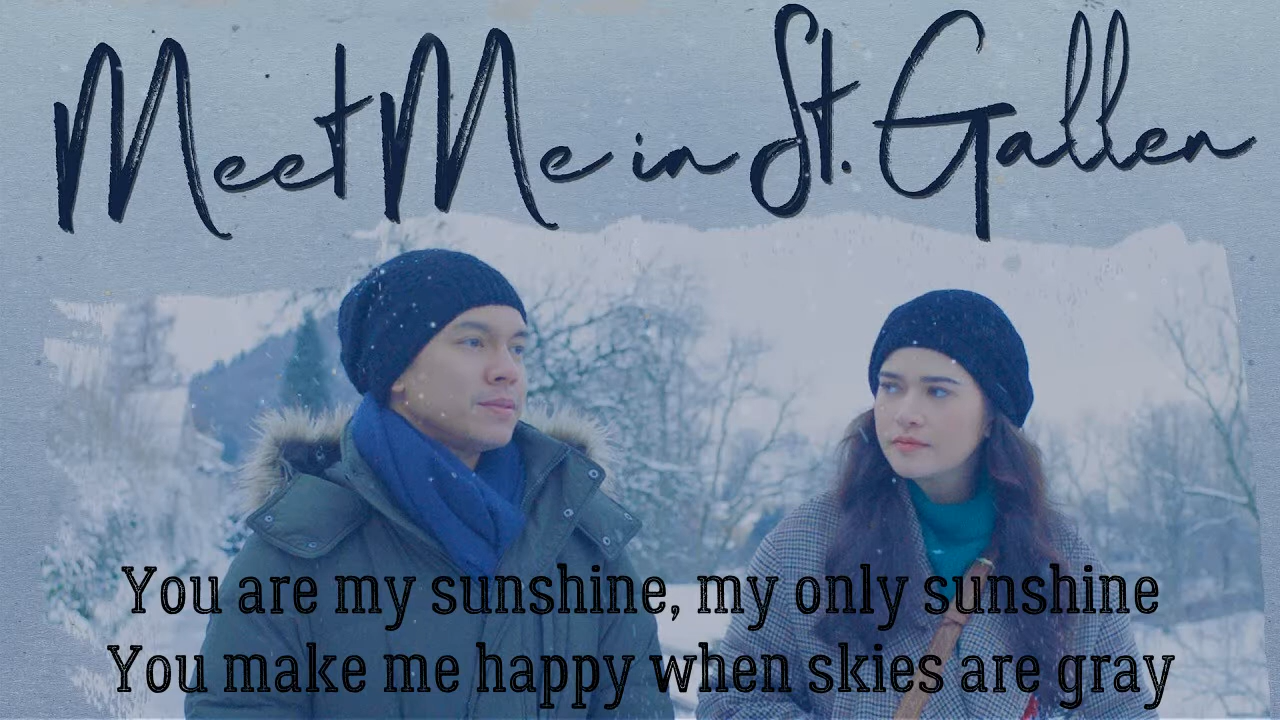 Meet Me in St. Gallen
You are my sunshine, my only sunshine
You make me happy when skies are gray